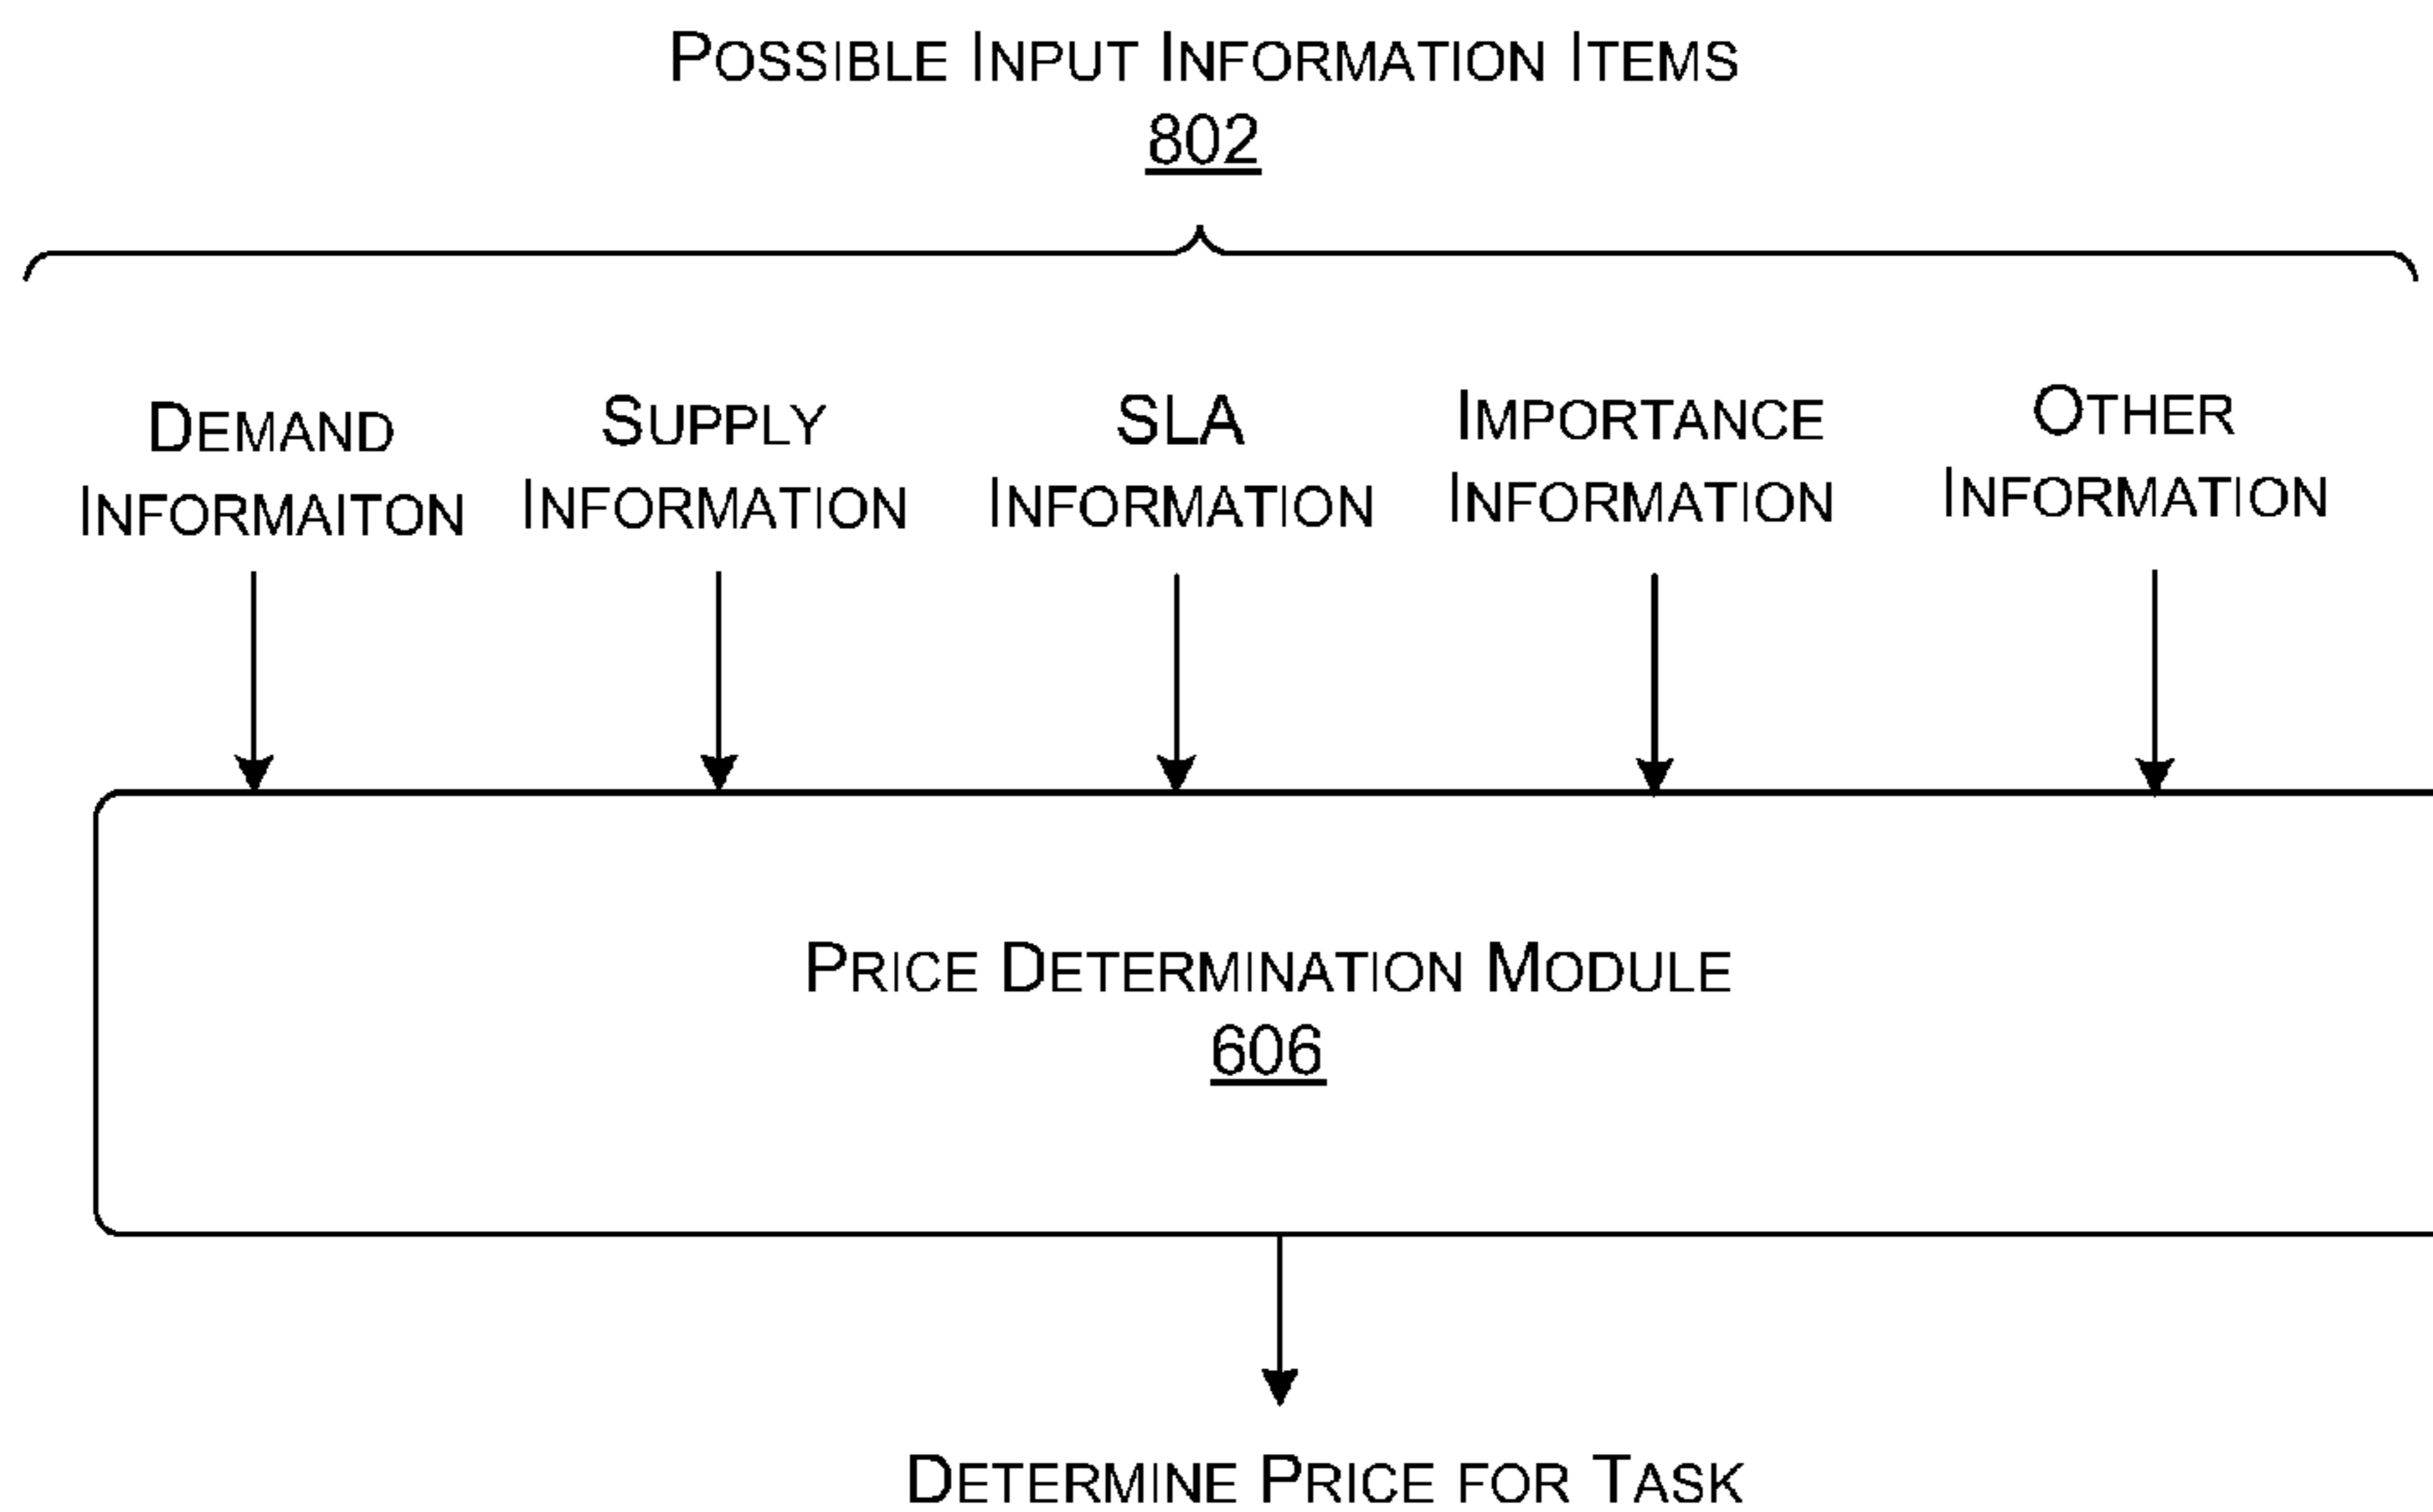 POSSIBLE INPUT INFORMATION ITEMS
802
DEMAND
INFORMAITON
SUPPLY
INFORMATION
SLA
INFORMATION
IMPORTANCE
INFORMATION
OTHER
INFORMATION
PRICE DETERMINATION MODULE
606
DETERMINE PRICE FOR TASK